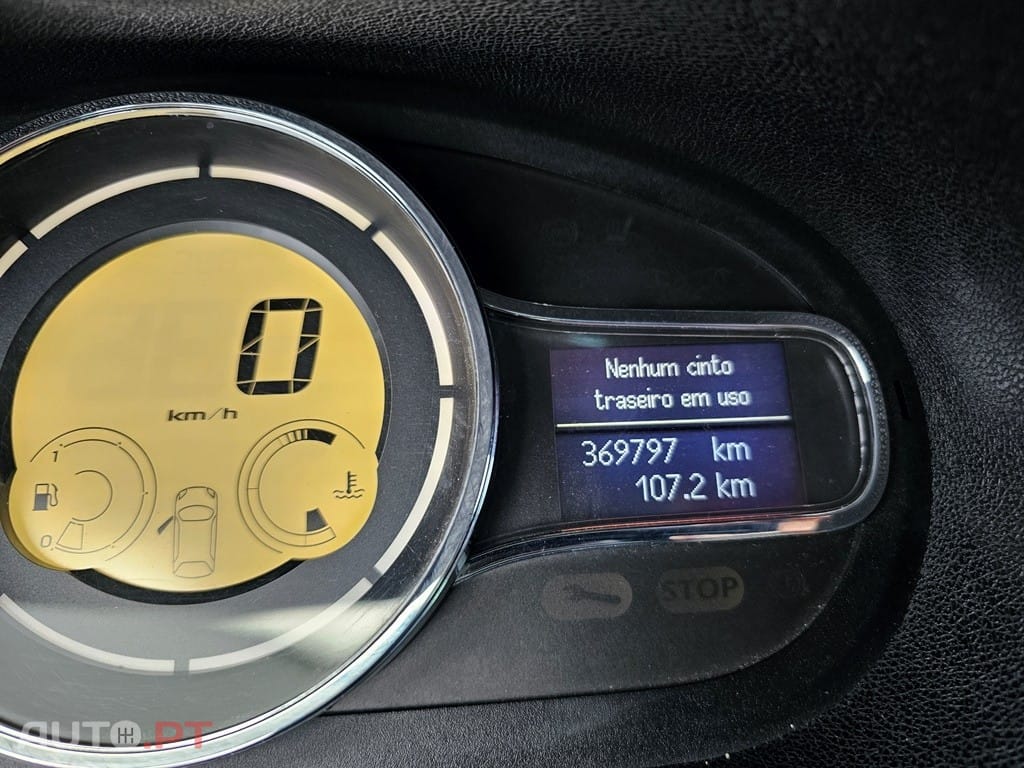 0
km/h
1
0
Nenhum cinto
traseiro em uso
369797 km
107.2 km
STOP
AUTO.PT